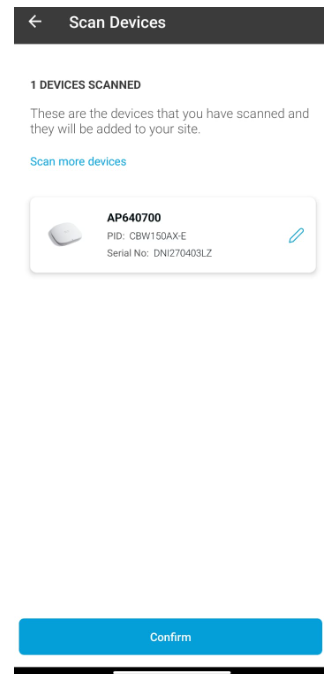 Scan Devices
1 DEVICES SCANNED
These are the devices that you have scanned and
they will be added to your site.
Scan more devices
AP640700
PID: CBW150AX-E
Serial No: DNI270403LZ
Confirm